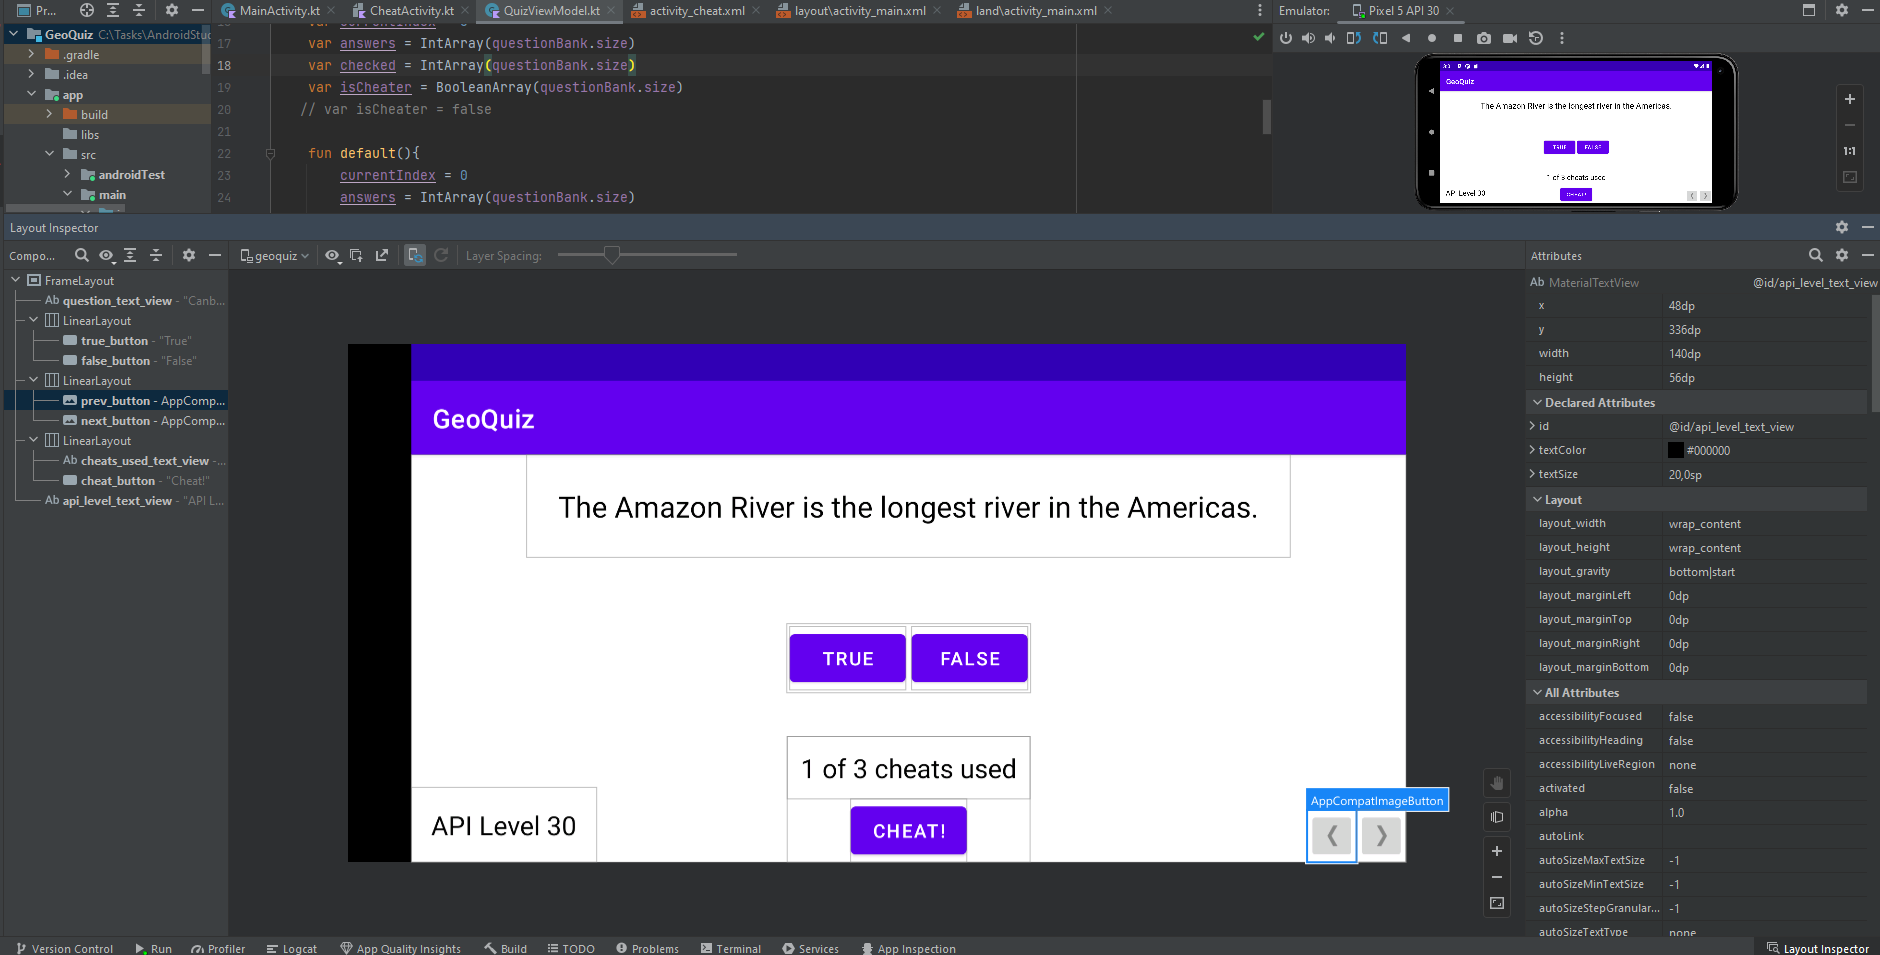 Pr...
MainActivity.kt
CheatActivity.kt
QuizViewModel.kt
activity_cheat.xml
layout\activity_main.xml
land\activity_main.xml
Emulator:
Pixel 5 API 30
GeoQuiz C:\Tasks\AndroidStuc
.gradle
.idea
app
build
libs
src
androidTest
main
17 var answers = IntArray(questionBank.size)
18 var checked = IntArray(questionBank.size)
19 var isCheater = BooleanArray(questionBank.size)
20 // var isCheater = false
21
22 fun default(){
23 currentIndex = 0
24 answers = IntArray(questionBank.size)
GeoQuiz
The Amazon River is the longest river in the Americas.
TRUE FALSE
1 of 3 cheats used
API Level 30
CHEAT!
1:1
Layout Inspector
Compo...
geoquiz
Layer Spacing:
Attributes
FrameLayout
Ab question_text_view - "Canb...
LinearLayout
true_button - "True"
false_button - "False"
LinearLayout
prev_button - AppComp...
next_button - AppComp...
LinearLayout
Ab cheats_used_text_view -...
cheat_button - "Cheat!"
Ab api_level_text_view - "API L...
GeoQuiz
The Amazon River is the longest river in the Americas.
TRUE
FALSE
1 of 3 cheats used
API Level 30
CHEAT!
AppCompatImageButton
Ab MaterialTextView @id/api_level_text_view
x 48dp
y 336dp
width 140dp
height 56dp
Declared Attributes
id @id/api_level_text_view
textColor #000000
textSize 20,0sp
Layout
layout_width wrap_content
layout_height wrap_content
layout_gravity bottom|start
layout_marginLeft 0dp
layout_marginTop 0dp
layout_marginRight 0dp
layout_marginBottom 0dp
All Attributes
accessibilityFocused false
accessibilityHeading false
accessibilityLiveRegion none
activated false
alpha 1.0
autoLink
autoSizeMaxTextSize -1
autoSizeMinTextSize -1
autoSizeStepGranular... -1
autoSizeTextType none
Version Control
Run
Profiler
Logcat
App Quality Insights
Build
TODO
Problems
Terminal
Services
App Inspection
Layout Inspector